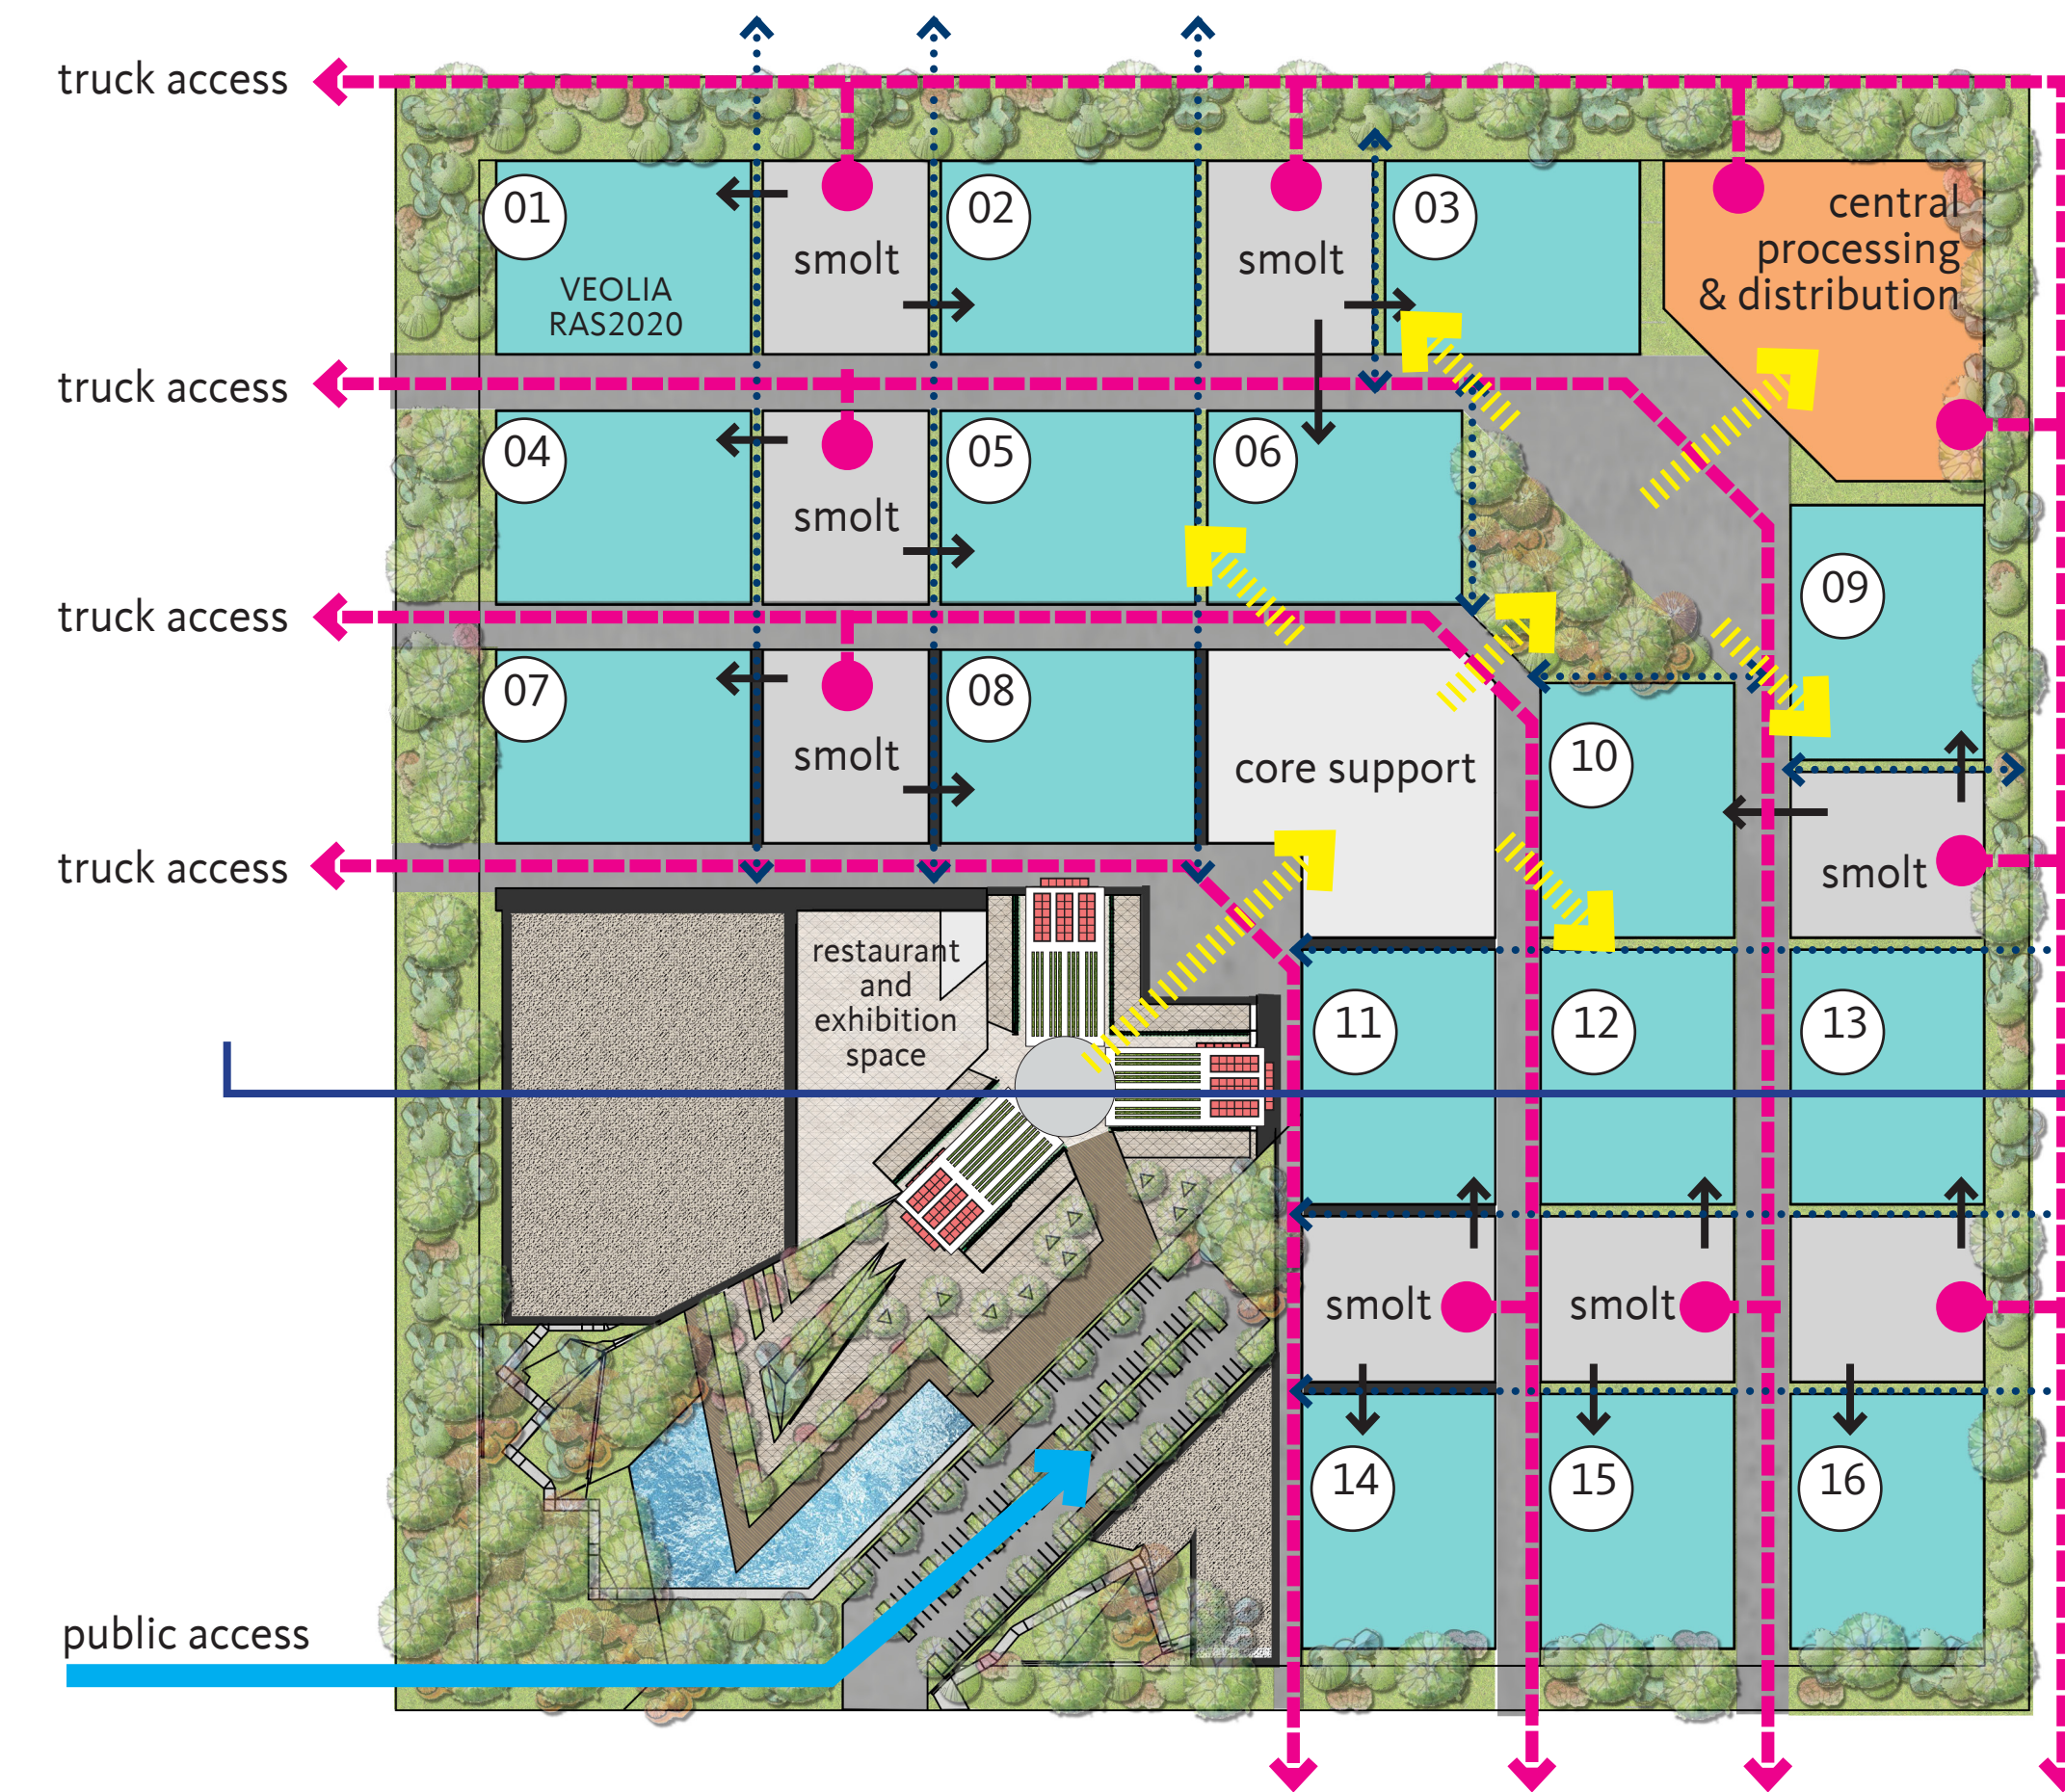 truck access
01
VEOLIA
RAS2020
smolt
02
smolt
03
central
processing
& distribution
truck access
04
smolt
05
06
09
truck access
07
smolt
08
core support
10
smolt
truck access
restaurant
and
exhibition
space
11
12
13
smolt
smolt
14
15
16
public access